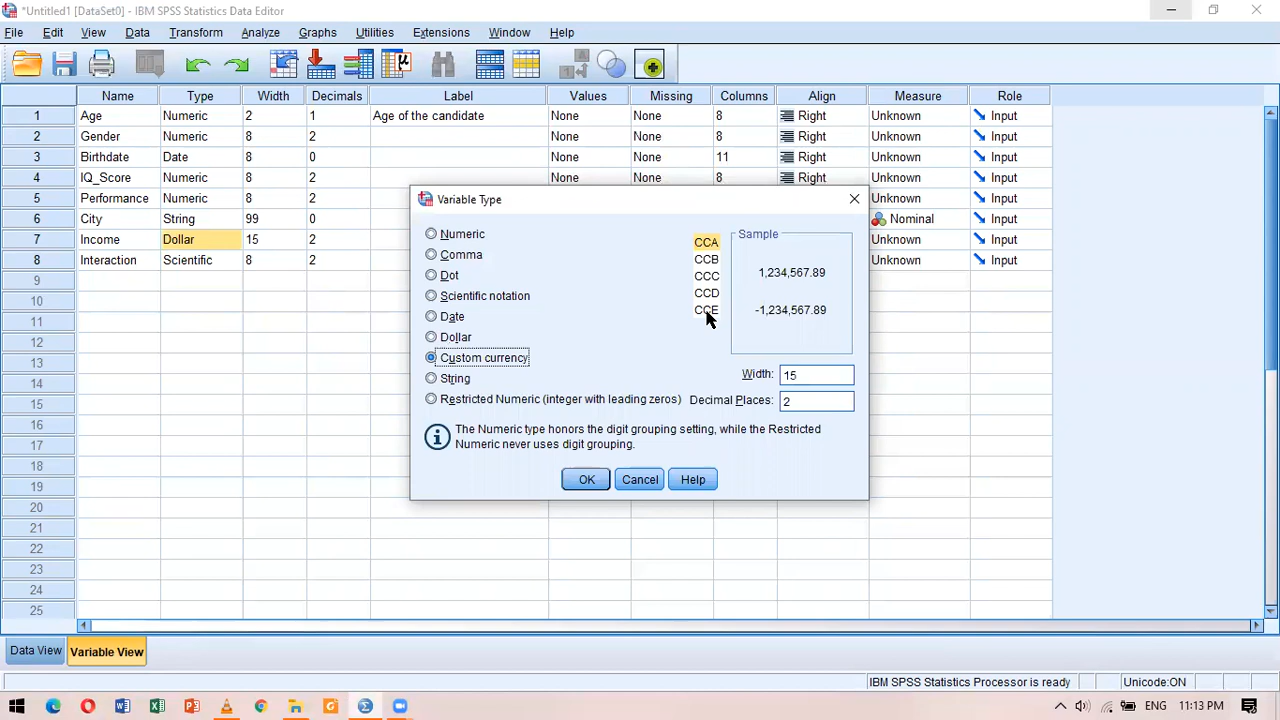 *Untitled1 [DataSet0] - IBM SPSS Statistics Data Editor
File Edit View Data Transform Analyze Graphs Utilities Extensions Window Help
Name Type Width Decimals Label Values Missing Columns Align Measure Role
1 Age Numeric 2 1 Age of the candidate None None 8 Right Unknown Input
2 Gender Numeric 8 2 None None 8 Right Unknown Input
3 Birthdate Date 8 0 None None 11 Right Unknown Input
4 IQ_Score Numeric 8 2 None None 8 Right Unknown Input
5 Performance Numeric 8 2 Unknown Input
6 City String 99 0 Nominal Input
7 Income Dollar 15 2 Unknown Input
8 Interaction Scientific 8 2 Unknown Input
9
10
11
12
13
14
15
16
17
18
19
20
21
22
23
24
25
Variable Type
Numeric
Comma
Dot
Scientific notation
Date
Dollar
Custom currency
String
Restricted Numeric (integer with leading zeros)
CCA
CCB
CCC
CCD
CCE
Sample
1,234,567.89
-1,234,567.89
Width: 15
Decimal Places: 2
The Numeric type honors the digit grouping setting, while the Restricted
Numeric never uses digit grouping.
OK Cancel Help
Data View Variable View
IBM SPSS Statistics Processor is ready Unicode:ON
ENG 11:13 PM